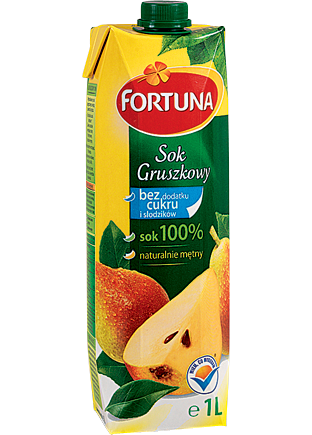 FORTUNA
Sok
Gruszkowy
bez dodatku
cukru
i słodzików
sok 100%
naturalnie mętny
e 1L